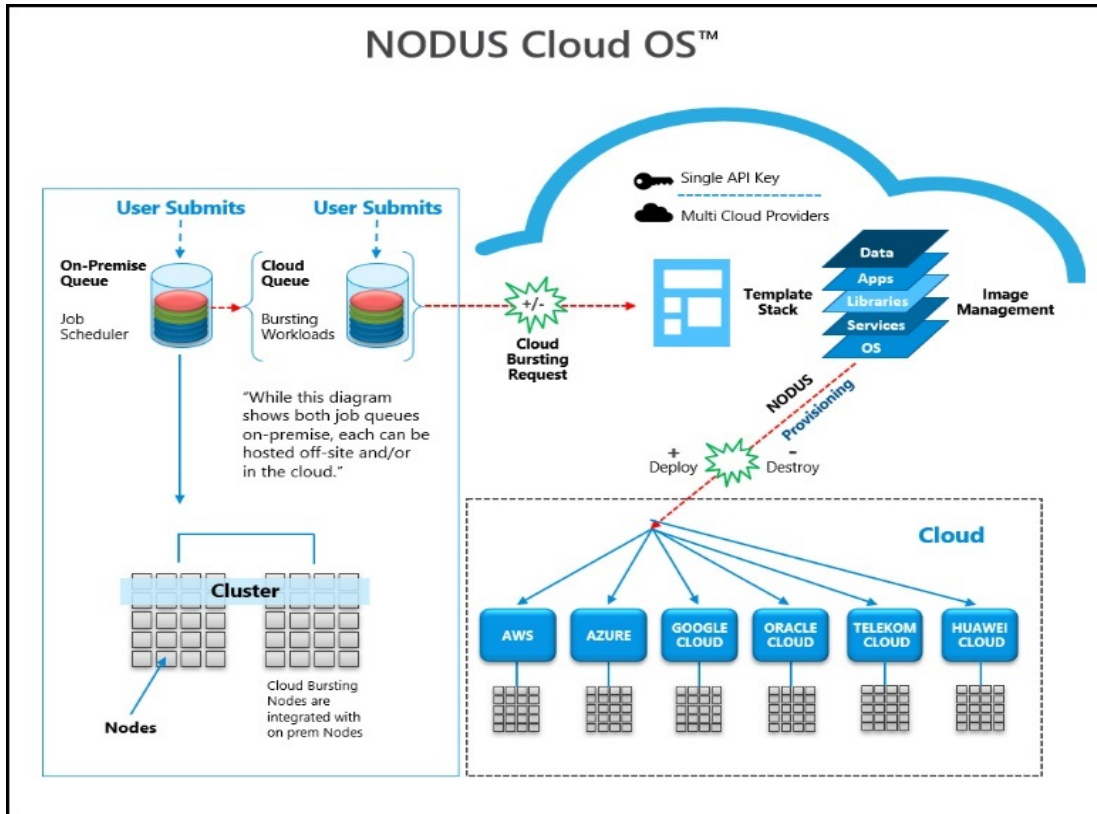 NODUS Cloud OS™
Single API Key
Multi Cloud Providers
User Submits
User Submits
On-Premise
Queue
Job
Scheduler
Cloud
Queue
Bursting
Workloads
+/-
Cloud
Bursting
Request
Template
Stack
Data
Apps
Libraries
Services
OS
Image
Management
“While this diagram
shows both job queues
on-premise, each can be
hosted off-site and/or
in the cloud.”
NODUS
Provisioning
+
Deploy
-
Destroy
Cluster
Nodes
Cloud Bursting
Nodes are
integrated with
on prem Nodes
Cloud
AWS
AZURE
GOOGLE
CLOUD
ORACLE
CLOUD
TELEKOM
CLOUD
HUAWEI
CLOUD